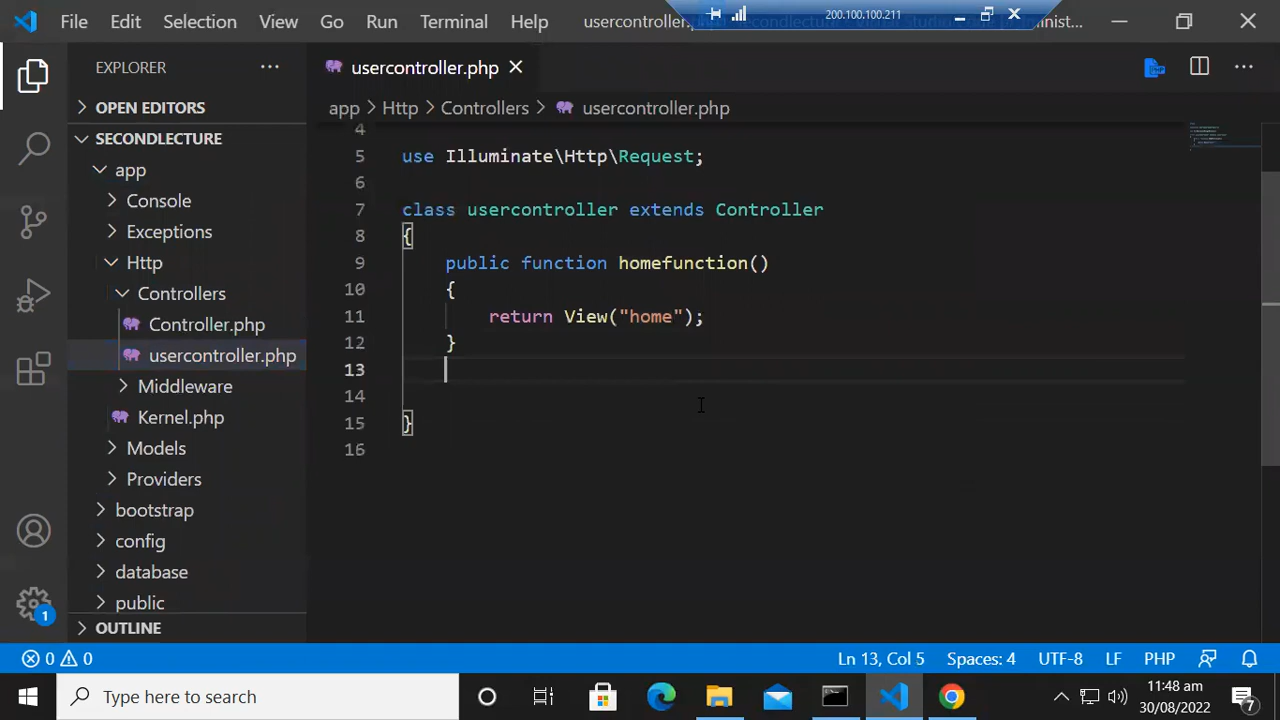 File Edit Selection View Go Run Terminal Help
200.100.100.211
EXPLORER
usercontroller.php
OPEN EDITORS
app > Http > Controllers > usercontroller.php
SECONDLECTURE
app
Console
Exceptions
Http
Controllers
Controller.php
usercontroller.php
Middleware
Kernel.php
Models
Providers
bootstrap
config
database
public
OUTLINE
4
5 use Illuminate\Http\Request;
6
7 class usercontroller extends Controller
8 {
9 public function homefunction()
10 {
11 return View("home");
12 }
13
14
15 }
16
1
0 0
Ln 13, Col 5 Spaces: 4 UTF-8 LF PHP
Type here to search
11:48 am
30/08/2022
7